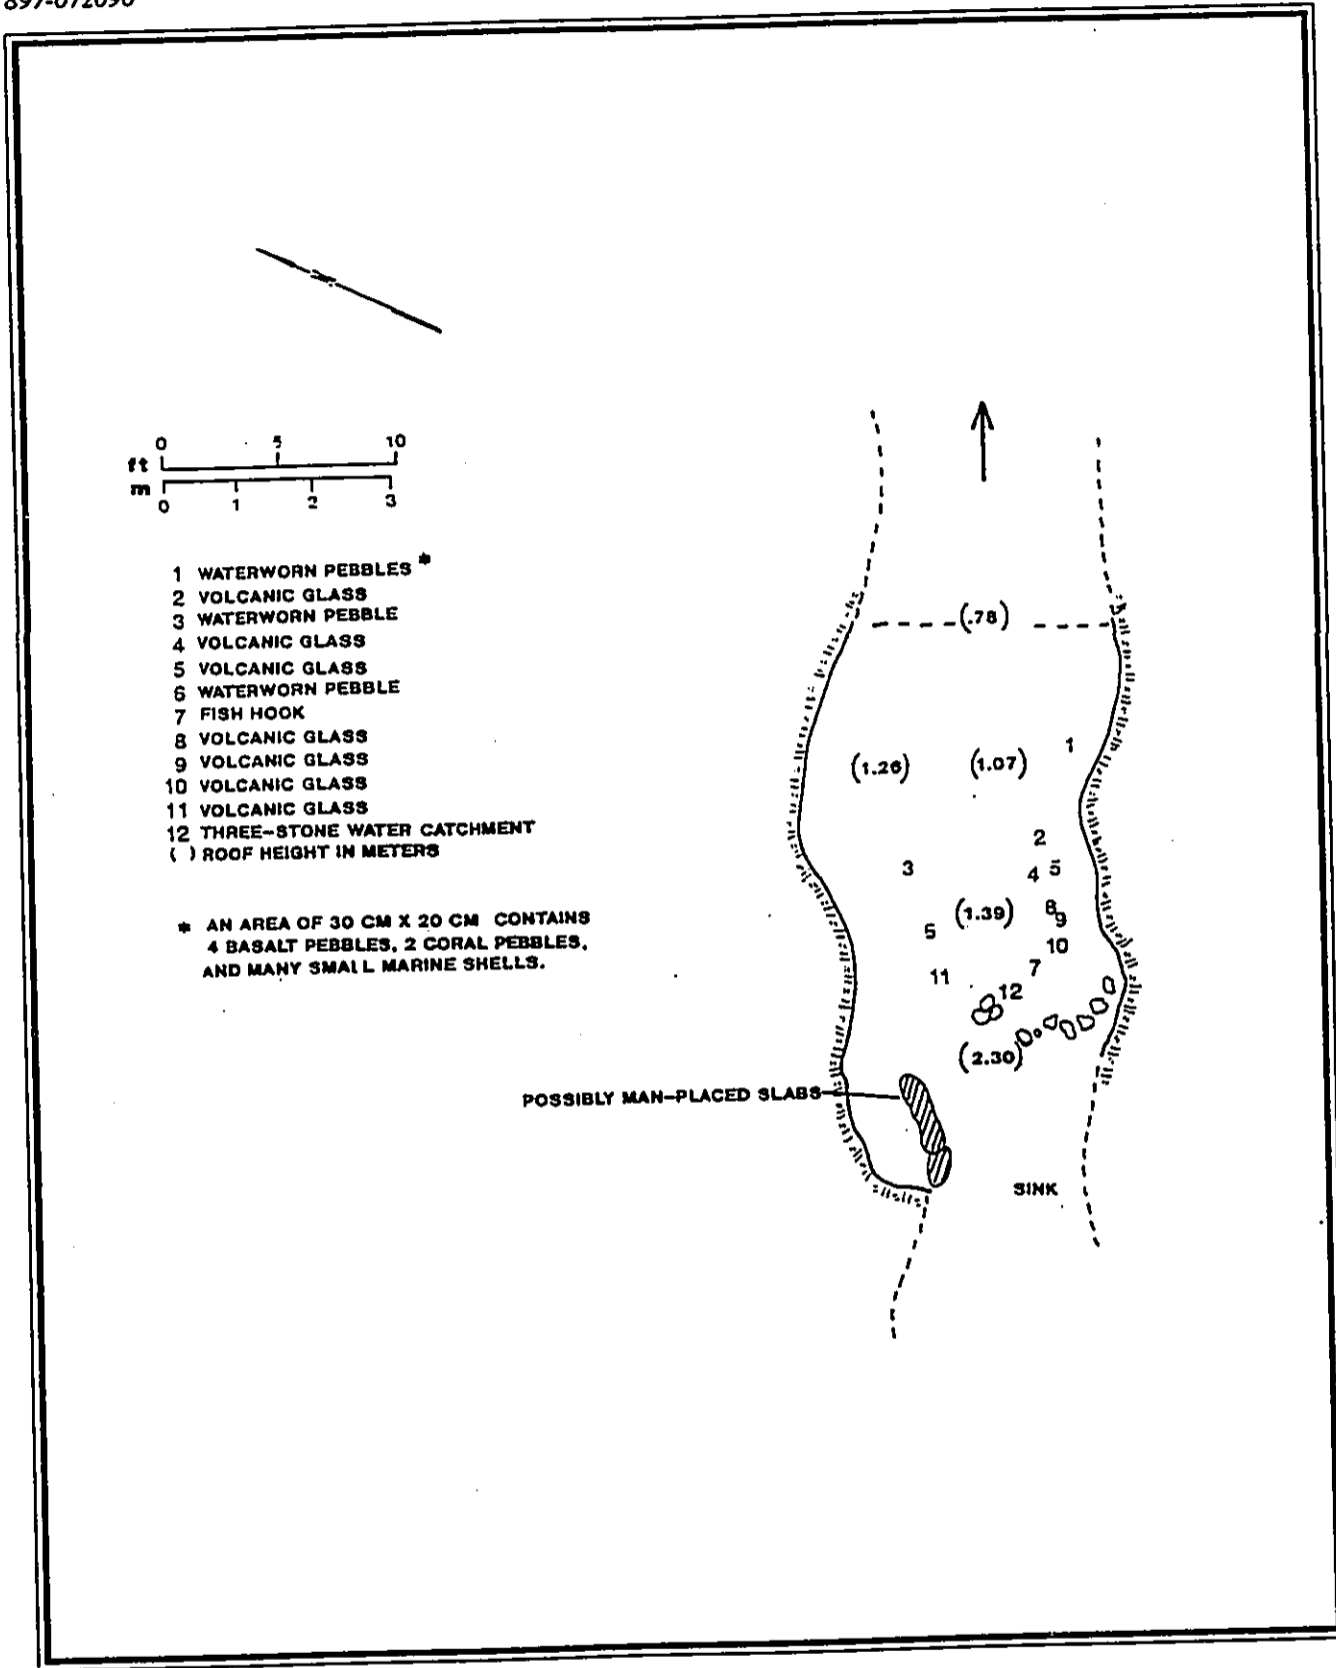 897-072090
0 5 10
ft
m
0 1 2 3
1 WATERWORN PEBBLES *
2 VOLCANIC GLASS
3 WATERWORN PEBBLE
4 VOLCANIC GLASS
5 VOLCANIC GLASS
6 WATERWORN PEBBLE
7 FISH HOOK
8 VOLCANIC GLASS
9 VOLCANIC GLASS
10 VOLCANIC GLASS
11 VOLCANIC GLASS
12 THREE-STONE WATER CATCHMENT
( ) ROOF HEIGHT IN METERS
* AN AREA OF 30 CM X 20 CM CONTAINS
4 BASALT PEBBLES, 2 CORAL PEBBLES,
AND MANY SMALL MARINE SHELLS.
(.78)
1
(1.26) (1.07)
2
3 4 5
(1.39) 8
9
5
10
7
11
12
(2.30)
POSSIBLY MAN-PLACED SLABS
SINK